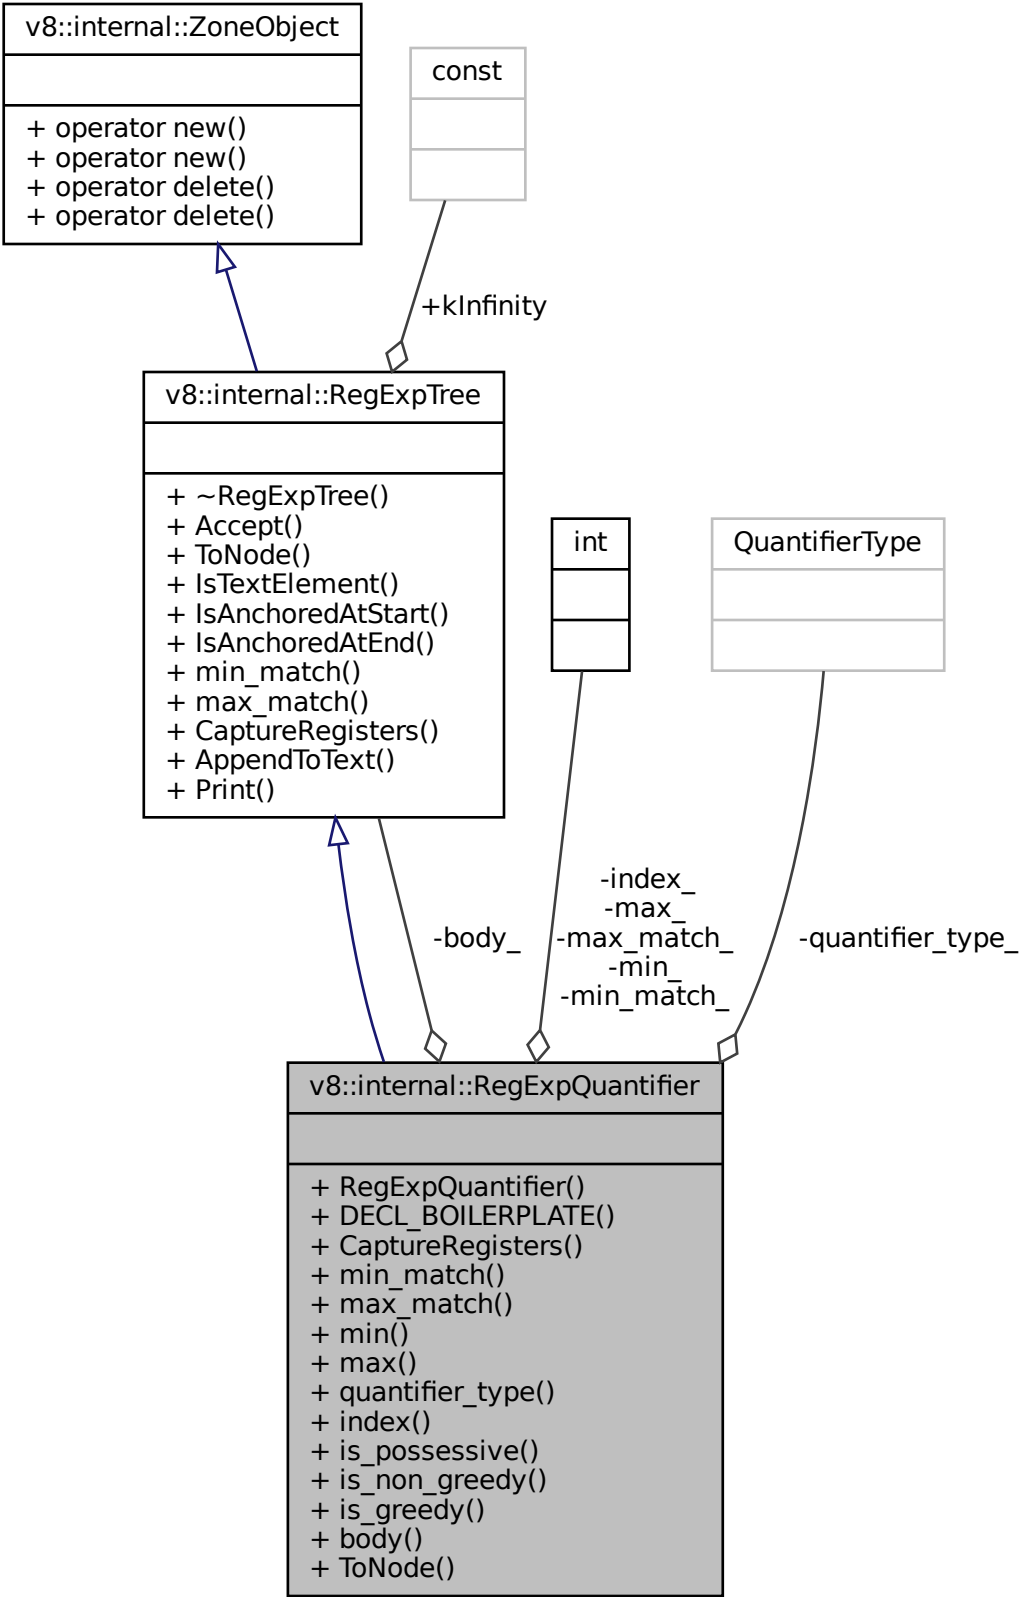 v8::internal::ZoneObject
+ operator new()
+ operator new()
+ operator delete()
+ operator delete()
const
+kInfinity
v8::internal::RegExpTree
+ ~RegExpTree()
+ Accept()
+ ToNode()
+ IsTextElement()
+ IsAnchoredAtStart()
+ IsAnchoredAtEnd()
+ min_match()
+ max_match()
+ CaptureRegisters()
+ AppendToText()
+ Print()
int
QuantifierType
-body_
-index_
-max_
-max_match_
-min_
-min_match_
-quantifier_type_
v8::internal::RegExpQuantifier
+ RegExpQuantifier()
+ DECL_BOILERPLATE()
+ CaptureRegisters()
+ min_match()
+ max_match()
+ min()
+ max()
+ quantifier_type()
+ index()
+ is_possessive()
+ is_non_greedy()
+ is_greedy()
+ body()
+ ToNode()